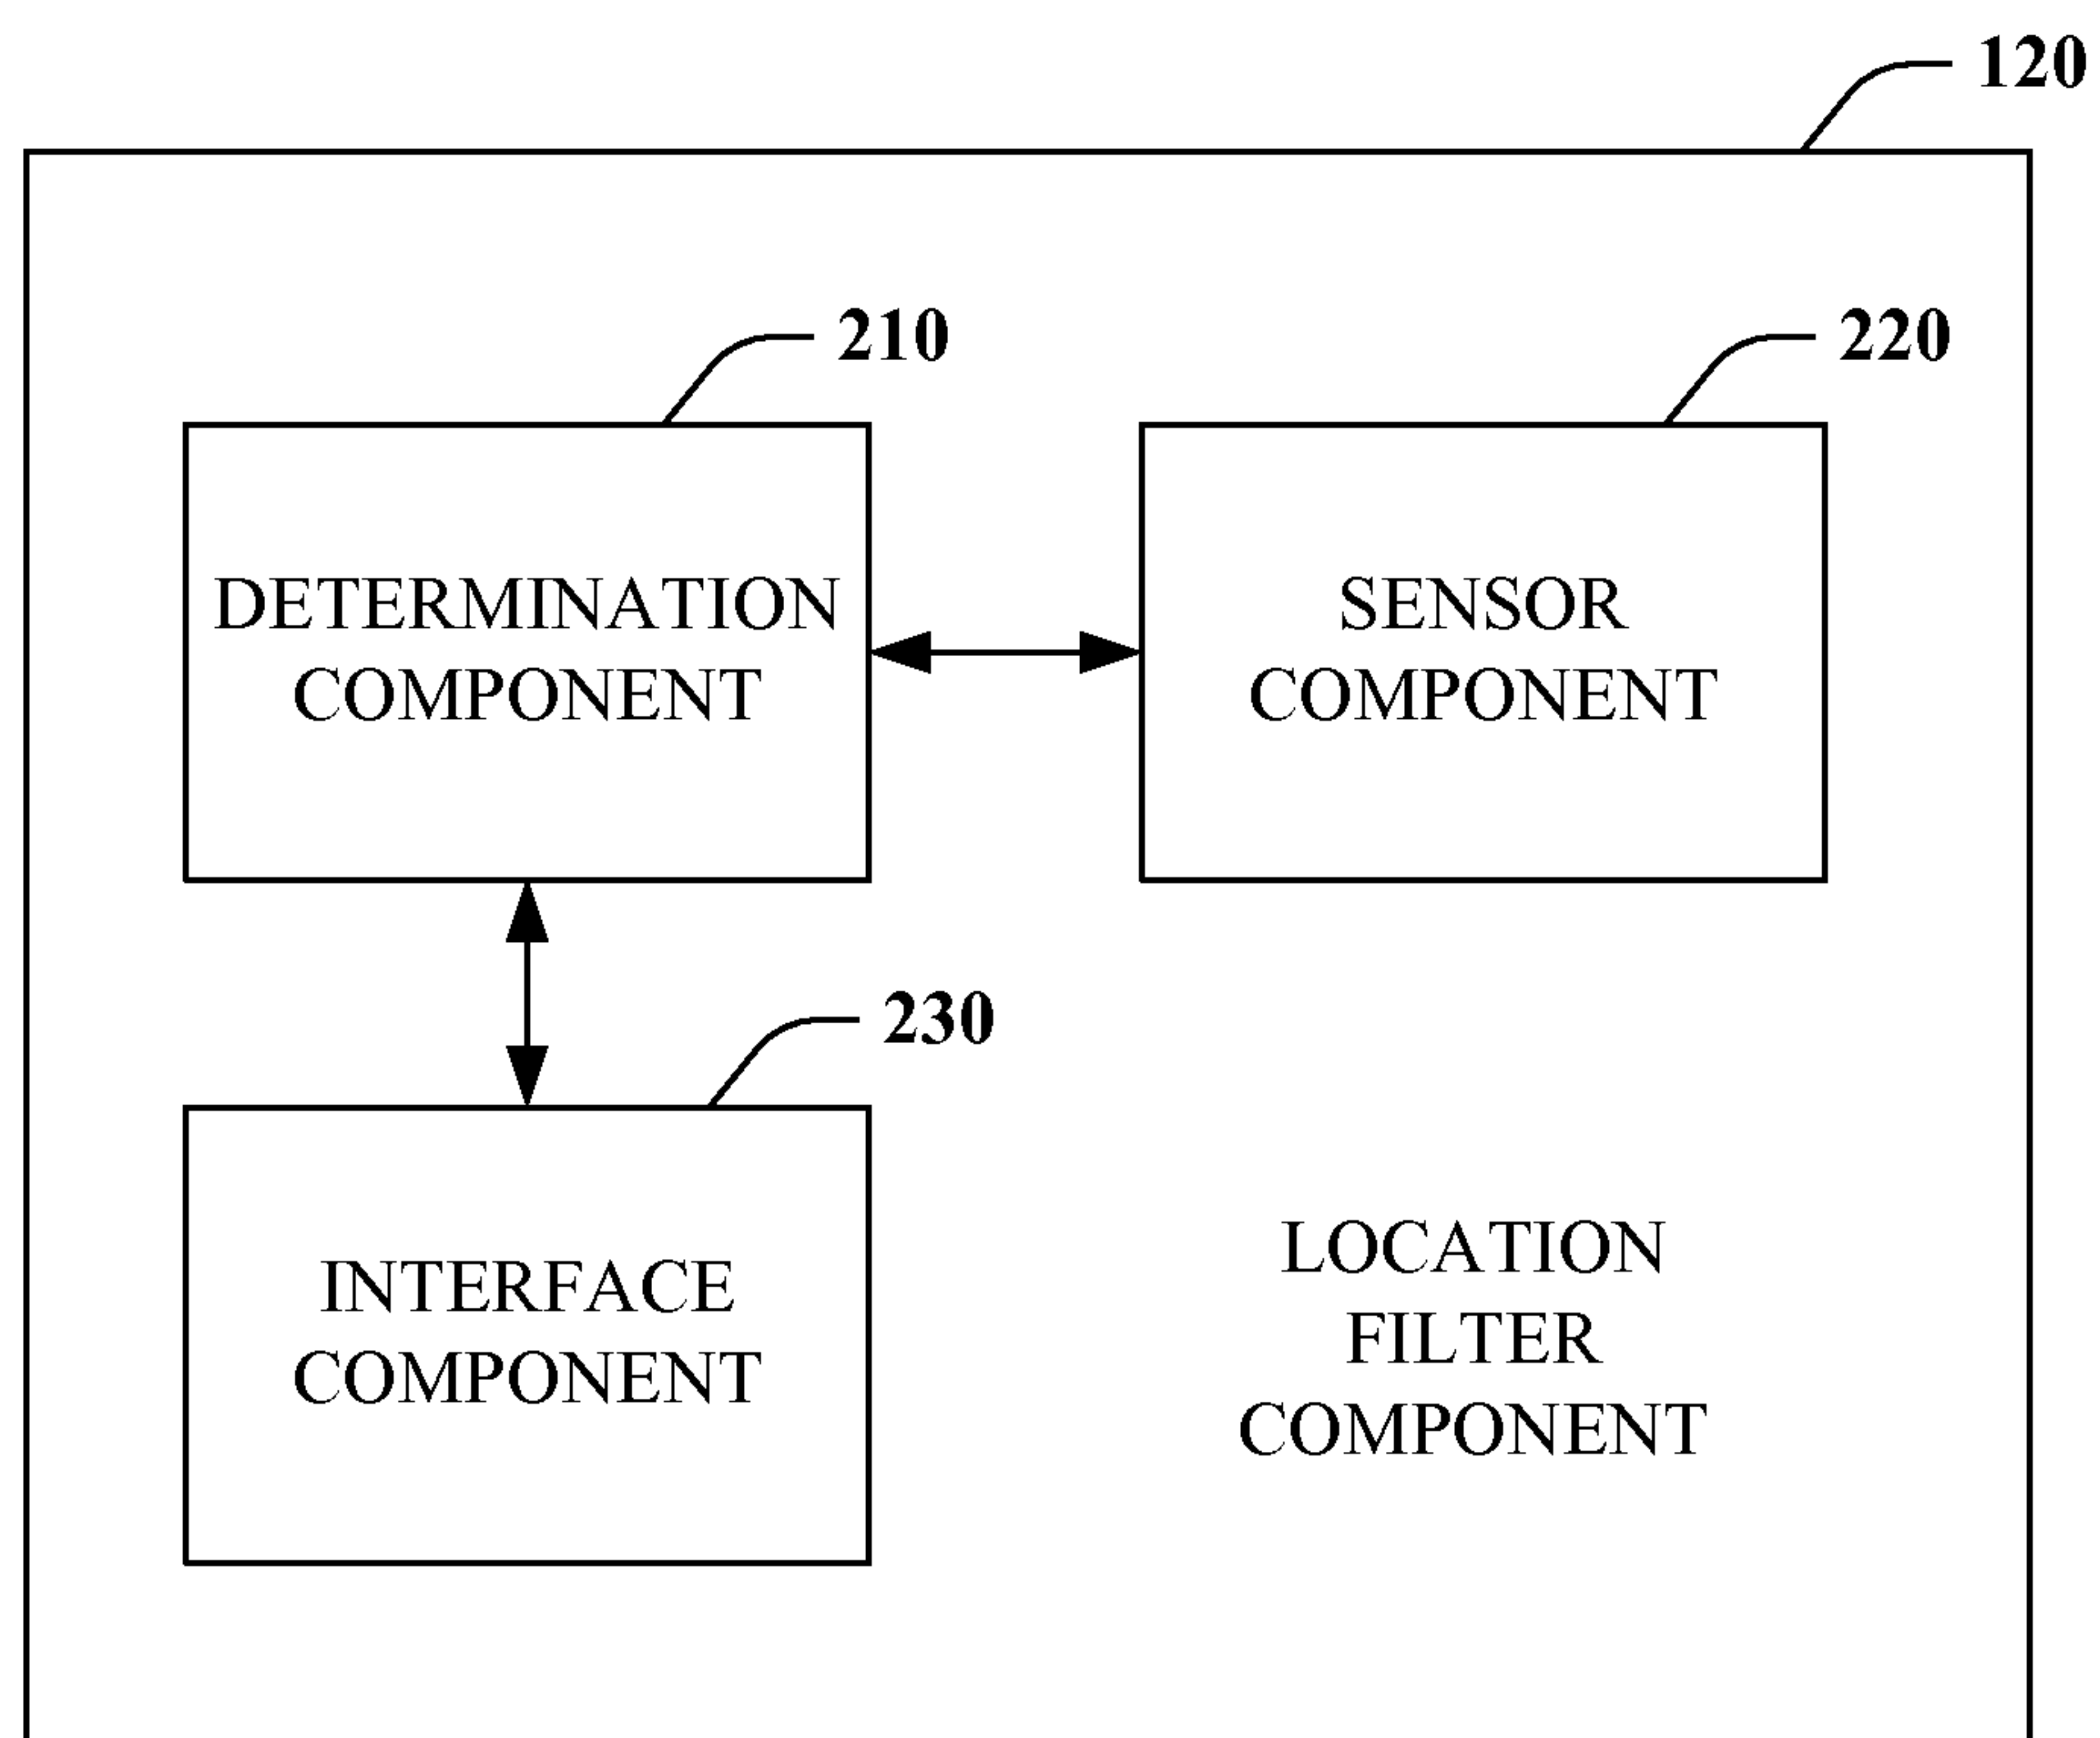 120
210
220
DETERMINATION
COMPONENT
SENSOR
COMPONENT
230
INTERFACE
COMPONENT
LOCATION
FILTER
COMPONENT